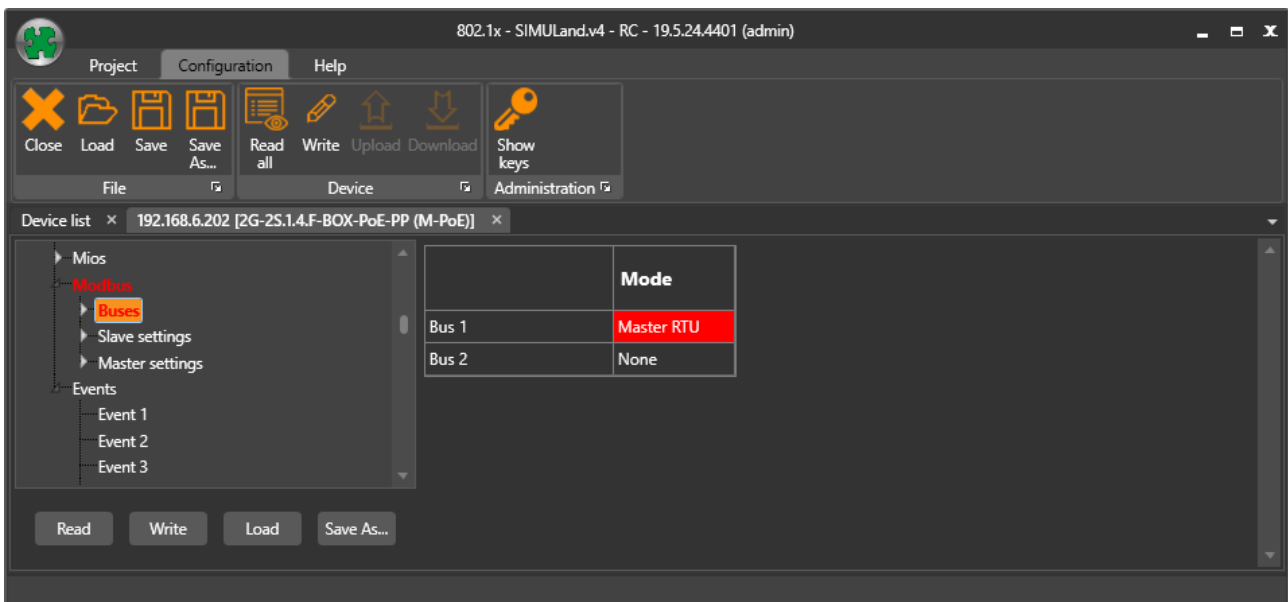 802.1x - SIMULand.v4 - RC - 19.5.24.4401 (admin)
Project Configuration Help
Close Load Save Save As... Read all Write Upload Download Show keys
File Device Administration
Device list × 192.168.6.202 [2G-2S.1.4.F-BOX-PoE-PP (M-PoE)] ×
Mios
Modbus
Buses
Slave settings
Master settings
Events
Event 1
Event 2
Event 3
Mode
Bus 1 Master RTU
Bus 2 None
Read Write Load Save As...